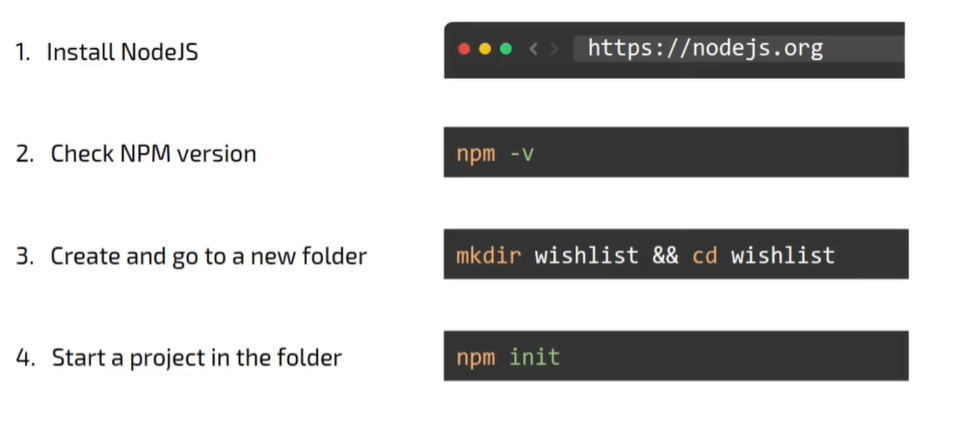 1. Install NodeJS
https://nodejs.org
2. Check NPM version
npm -v
3. Create and go to a new folder
mkdir wishlist && cd wishlist
4. Start a project in the folder
npm init